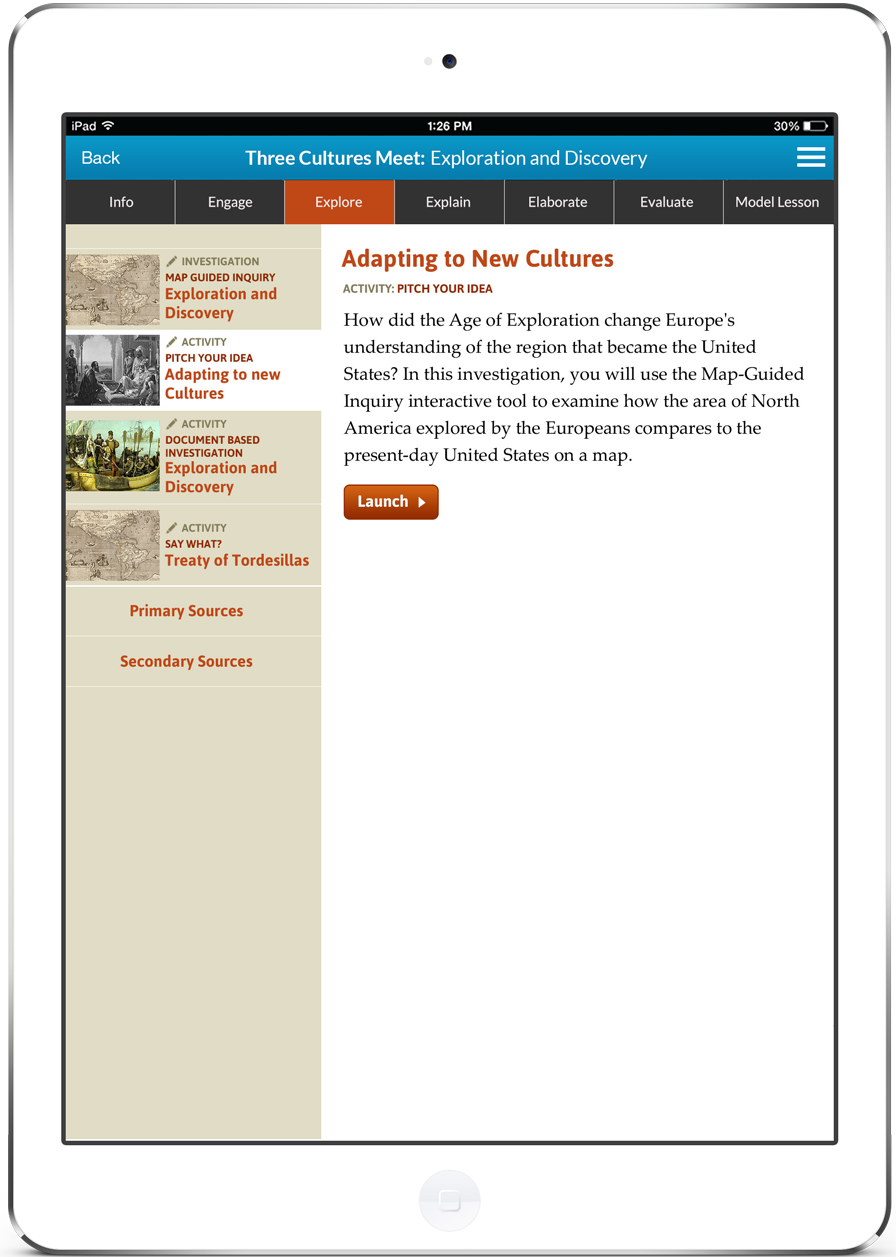 iPad 1:26 PM 30%
Back Three Cultures Meet: Exploration and Discovery
Info Engage Explore Explain Elaborate Evaluate Model Lesson
INVESTIGATION
MAP GUIDED INQUIRY
Exploration and
Discovery
ACTIVITY
PITCH YOUR IDEA
Adapting to new
Cultures
ACTIVITY
DOCUMENT BASED
INVESTIGATION
Exploration and
Discovery
ACTIVITY
SAY WHAT?
Treaty of Tordesillas
Primary Sources
Secondary Sources
Adapting to New Cultures
ACTIVITY: PITCH YOUR IDEA
How did the Age of Exploration change Europe's
understanding of the region that became the United
States? In this investigation, you will use the Map-Guided
Inquiry interactive tool to examine how the area of North
America explored by the Europeans compares to the
present-day United States on a map.
Launch